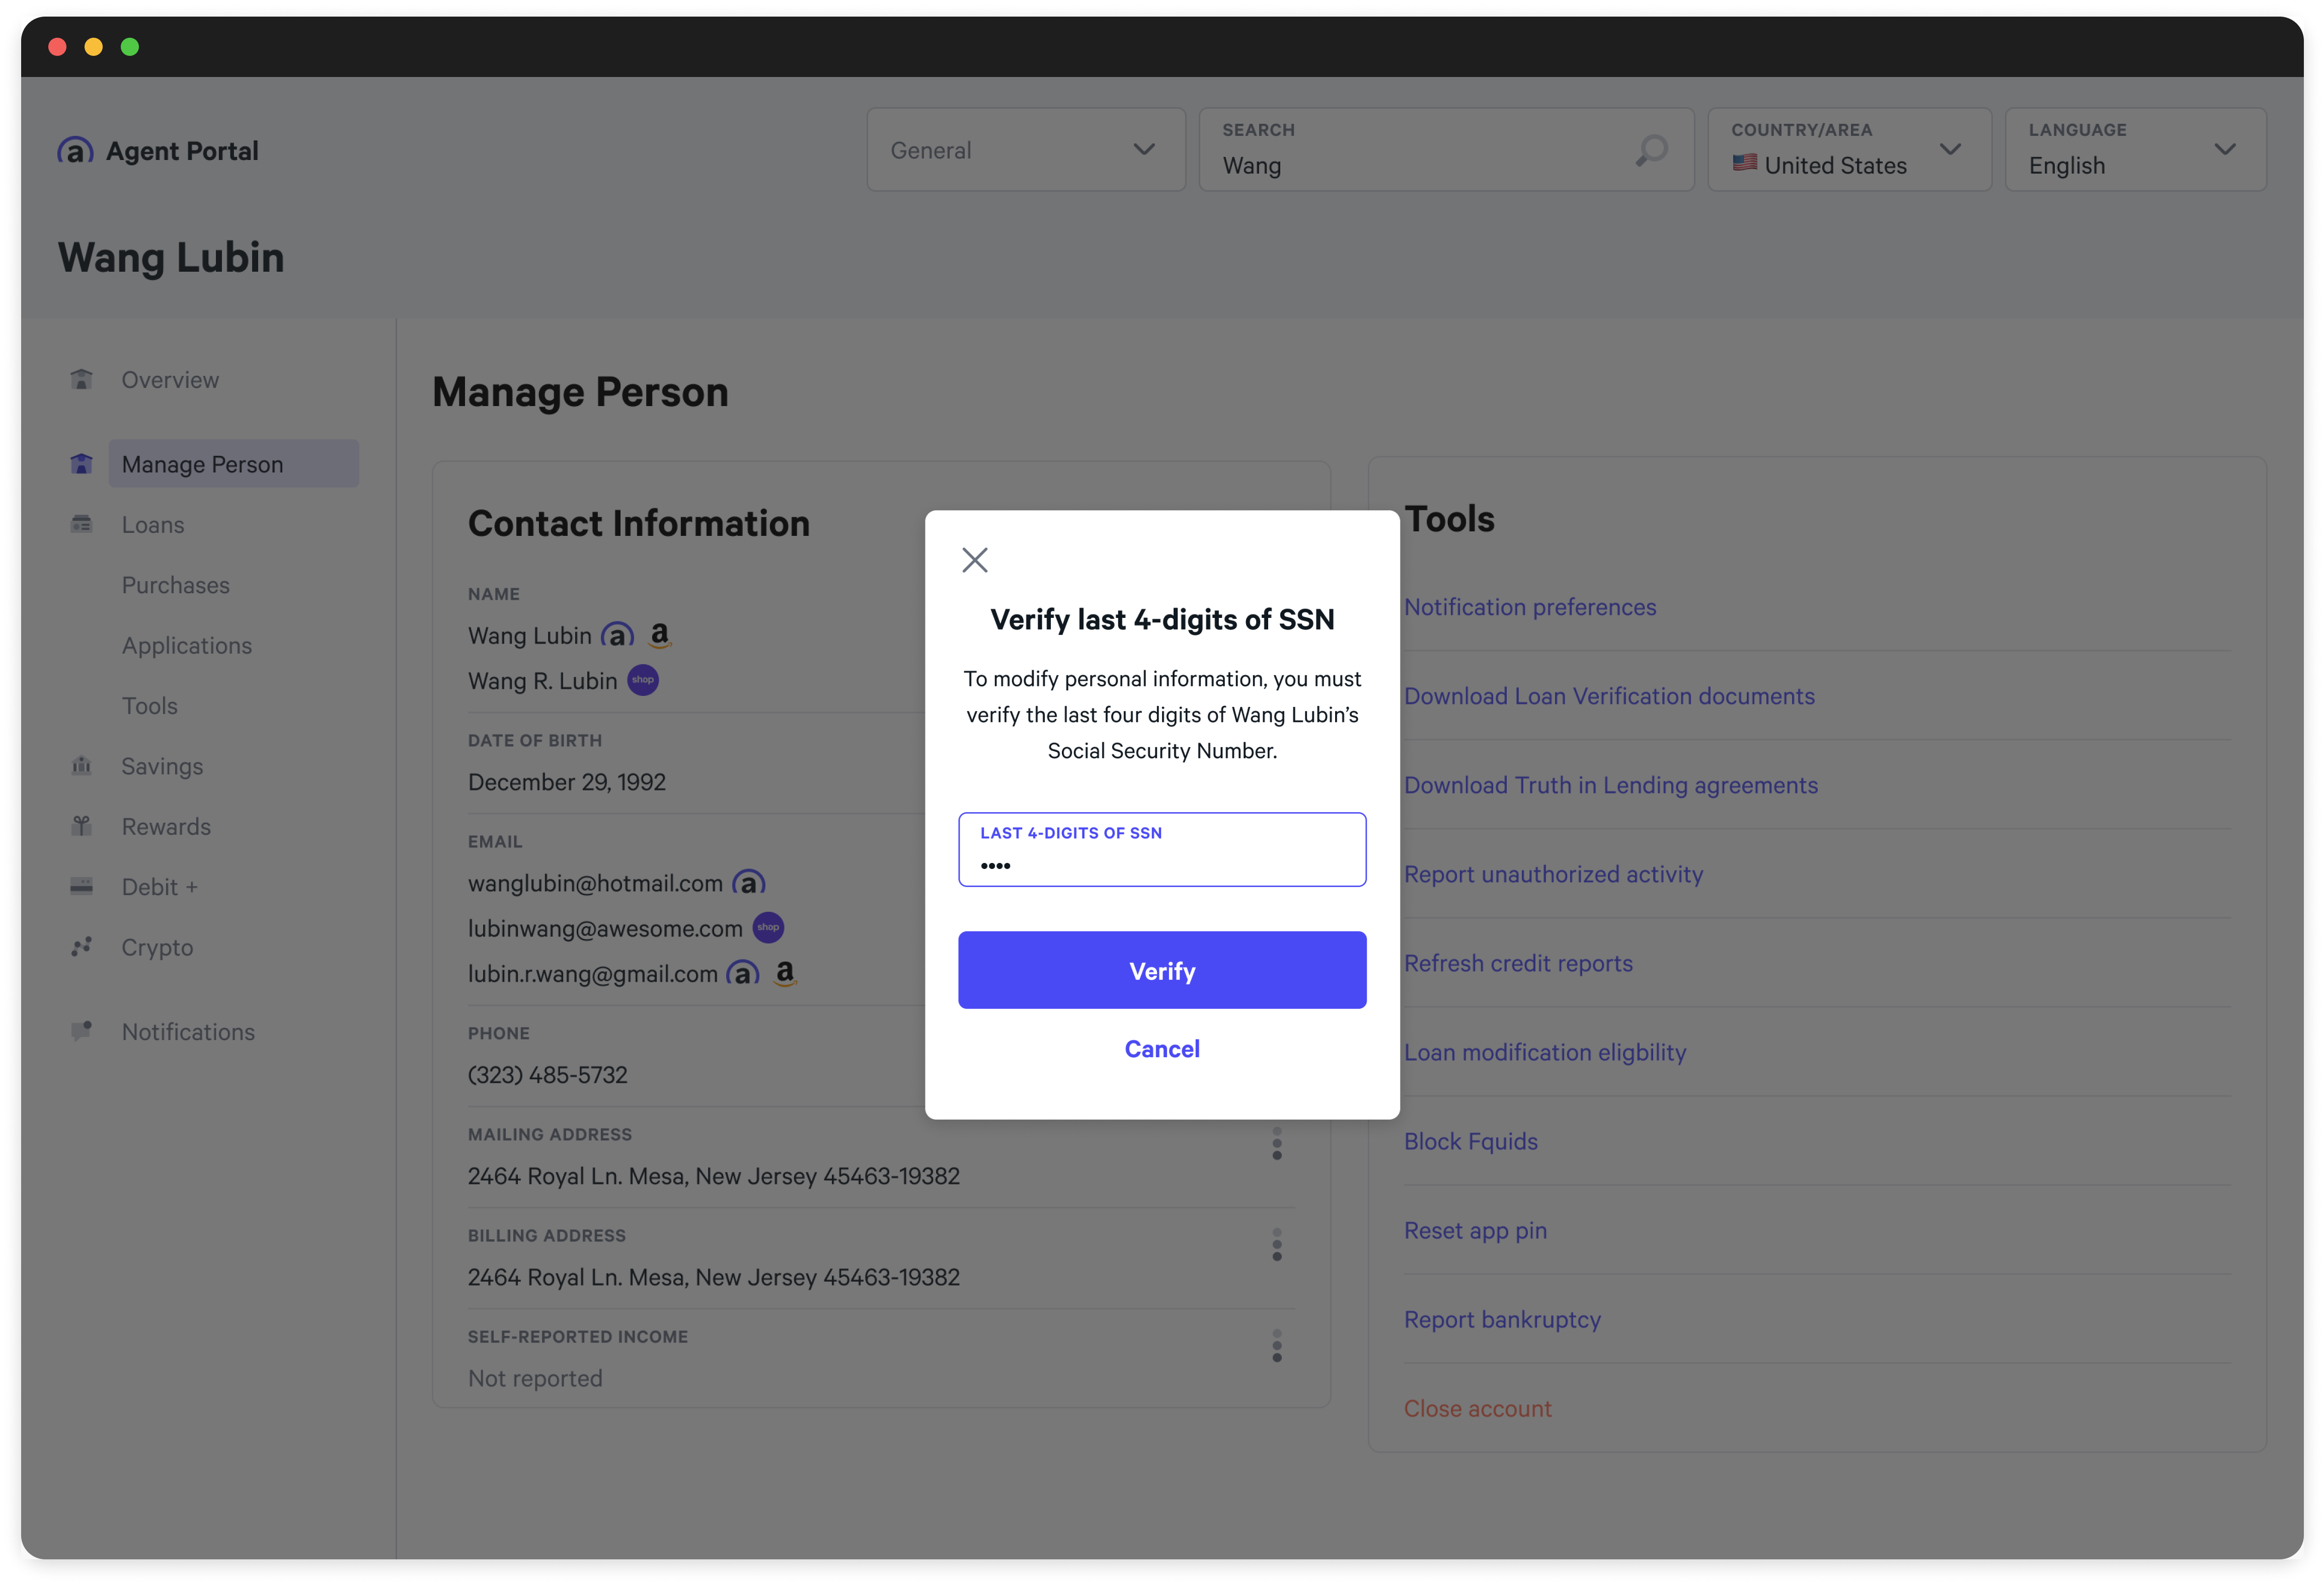 a Agent Portal
General
SEARCH
Wang
COUNTRY/AREA
United States
LANGUAGE
English
Wang Lubin
Overview
Manage Person
Loans
Purchases
Applications
Tools
Savings
Rewards
Debit +
Crypto
Notifications
Manage Person
Contact Information
NAME
Wang Lubin a a
Wang R. Lubin shop
DATE OF BIRTH
December 29, 1992
EMAIL
wanglubin@hotmail.com a
lubinwang@awesome.com shop
lubin.r.wang@gmail.com a a
PHONE
(323) 485-5732
MAILING ADDRESS
2464 Royal Ln. Mesa, New Jersey 45463-19382
BILLING ADDRESS
2464 Royal Ln. Mesa, New Jersey 45463-19382
SELF-REPORTED INCOME
Not reported
Verify last 4-digits of SSN
To modify personal information, you must
verify the last four digits of Wang Lubin’s
Social Security Number.
LAST 4-DIGITS OF SSN
••••
Verify
Cancel
Tools
Notification preferences
Download Loan Verification documents
Download Truth in Lending agreements
Report unauthorized activity
Refresh credit reports
Loan modification eligbility
Block Fquids
Reset app pin
Report bankruptcy
Close account